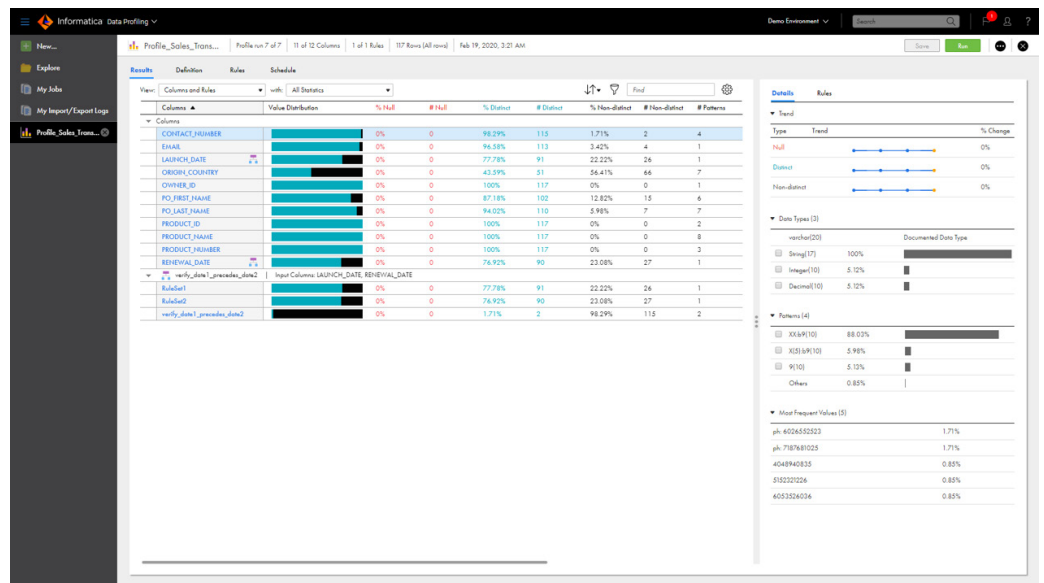 Informatica Data Profiling
Demo Environment
Search
?
New...
Explore
My Jobs
My Import/Export Logs
Profile_Sales_Trans...
Profile_Sales_Trans... Profile run 7 of 7 11 of 12 Columns 1 of 1 Rules 117 Rows (All rows) Feb 19, 2020, 3:21 AM
Save Run
Results Definition Rules Schedule
View: Columns and Rules with: All Statistics Find
Columns Value Distribution % Null # Null % Distinct # Distinct % Non-distinct # Non-distinct # Patterns
Columns
CONTACT_NUMBER 0% 0 98.29% 115 1.71% 2 4
EMAIL 0% 0 96.58% 113 3.42% 4 1
LAUNCH_DATE 0% 0 77.78% 91 22.22% 26 1
ORIGIN_COUNTRY 0% 0 43.59% 51 56.41% 66 7
OWNER_ID 0% 0 100% 117 0% 0 1
PO_FIRST_NAME 0% 0 87.18% 102 12.82% 15 6
PO_LAST_NAME 0% 0 94.02% 110 5.98% 7 7
PRODUCT_ID 0% 0 100% 117 0% 0 2
PRODUCT_NAME 0% 0 100% 117 0% 0 8
PRODUCT_NUMBER 0% 0 100% 117 0% 0 3
RENEWAL_DATE 0% 0 76.92% 90 23.08% 27 1
verify_date1_precedes_date2 | Input Columns: LAUNCH_DATE, RENEWAL_DATE
RuleSet1 0% 0 77.78% 91 22.22% 26 1
RuleSet2 0% 0 76.92% 90 23.08% 27 1
verify_date1_precedes_date2 0% 0 1.71% 2 98.29% 115 2
Details Rules
Trend
Type Trend % Change
Null 0%
Distinct 0%
Non-distinct 0%
Data Types (3)
varchar(20) Documented Data Type
String(17) 100%
Integer(10) 5.12%
Decimal(10) 5.12%
Patterns (4)
XX:b9(10) 88.03%
X(5):b9(10) 5.98%
9(10) 5.13%
Others 0.85%
Most Frequent Values (5)
ph: 6026552523 1.71%
ph: 7187681025 1.71%
4048940835 0.85%
5152321226 0.85%
6053526036 0.85%